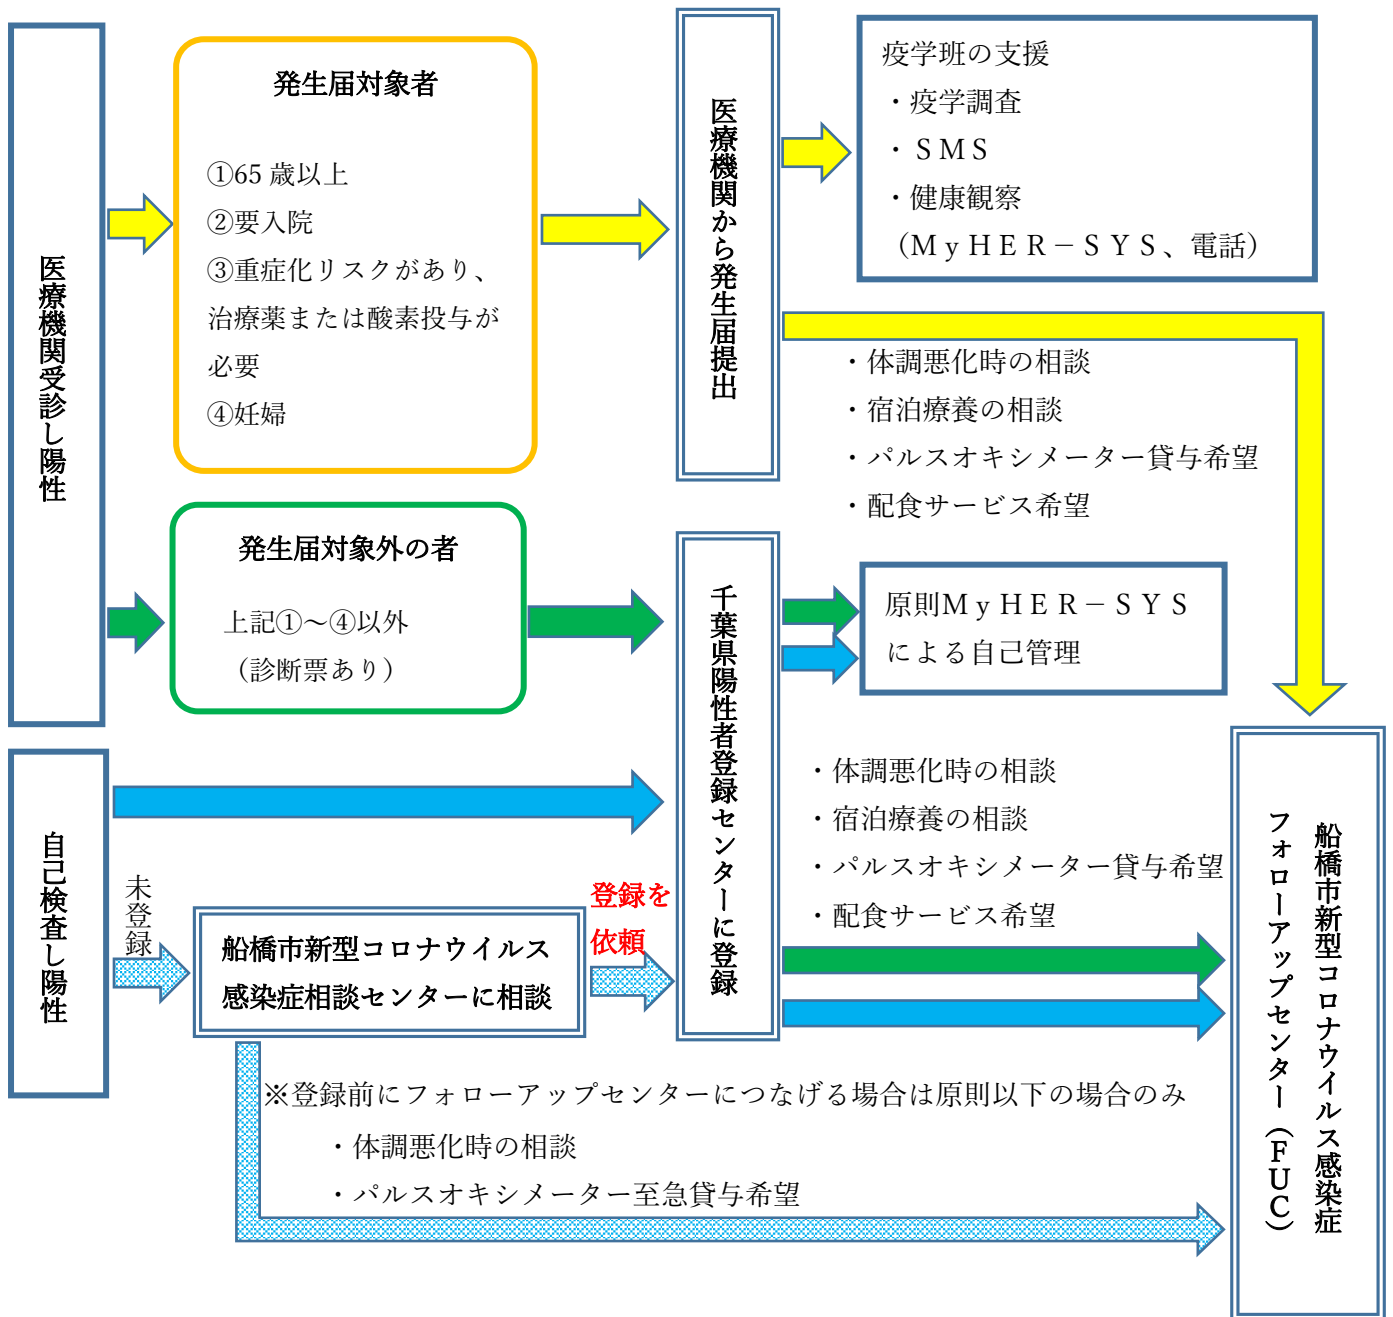 医療機関受診し陽性
発生届対象者
①65 歳以上
②要入院
③重症化リスクがあり、
治療薬または酸素投与が
必要
④妊婦
医療機関から発生届提出
疫学班の支援
・疫学調査
・ＳＭＳ
・健康観察
（ＭｙＨＥＲ－ＳＹＳ、電話）
・体調悪化時の相談
・宿泊療養の相談
・パルスオキシメーター貸与希望
・配食サービス希望
発生届対象外の者
上記①～④以外
（診断票あり）
千葉県陽性者登録センターに登録
原則ＭｙＨＥＲ－ＳＹＳ
による自己管理
自己検査し陽性
未登録
船橋市新型コロナウイルス
感染症相談センターに相談
登録を
依頼
・体調悪化時の相談
・宿泊療養の相談
・パルスオキシメーター貸与希望
・配食サービス希望
船橋市新型コロナウイルス感染症
フォローアップセンター（ＦＵＣ）
※登録前にフォローアップセンターにつなげる場合は原則以下の場合のみ
・体調悪化時の相談
・パルスオキシメーター至急貸与希望